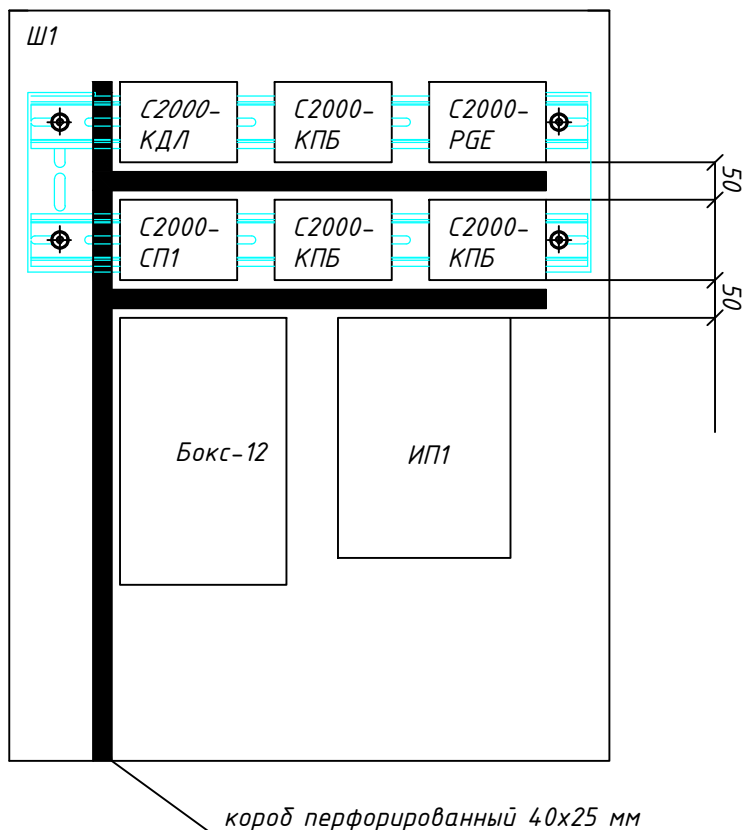 Ш1
С2000-
КДЛ
С2000-
КПБ
С2000-
PGE
50
С2000-
СП1
С2000-
КПБ
С2000-
КПБ
50
Бокс-12
ИП1
короб перфорированный 40х25 мм